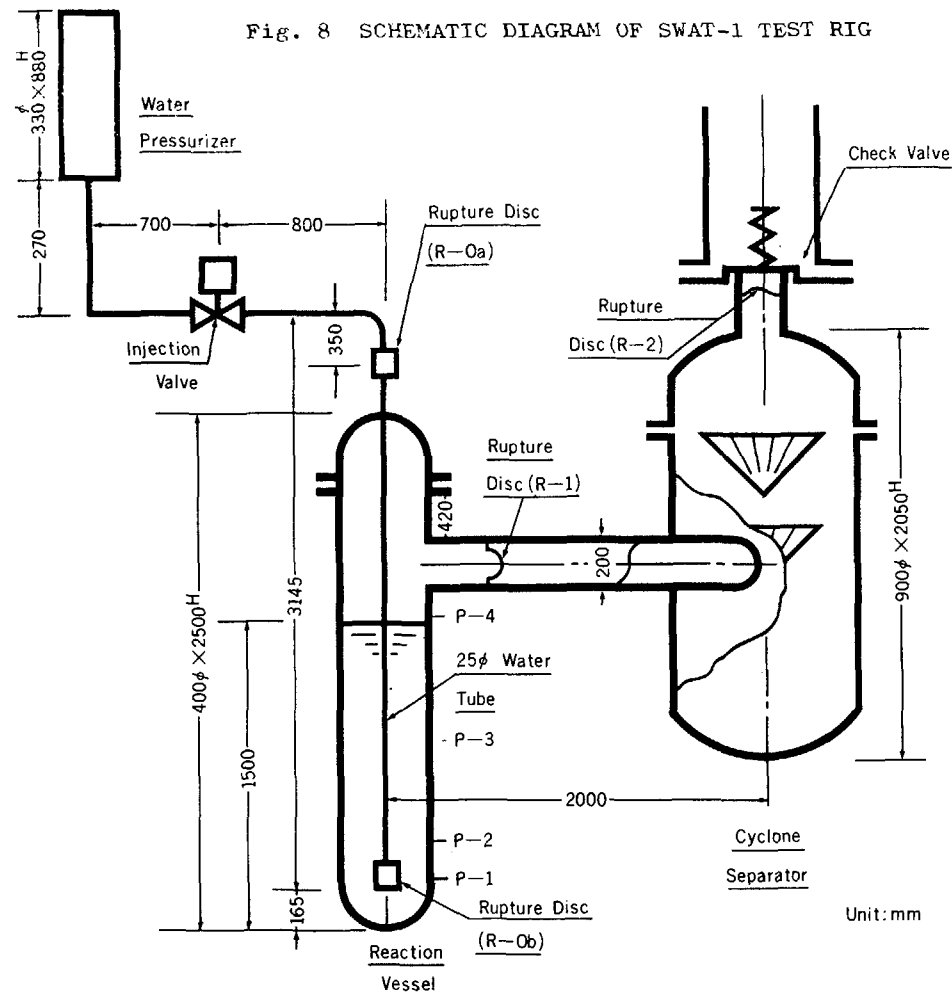 Fig. 8 SCHEMATIC DIAGRAM OF SWAT-1 TEST RIG
330φ×880H
Water
Pressurizer
Check Valve
270
700
800
Rupture Disc
(R-0a)
Injection
Valve
350
Rupture
Disc (R-2)
Rupture
Disc (R-1)
420
200
400φ×2500H
3145
1500
900φ×2050H
P-4
25φ Water
Tube
P-3
2000
P-2
P-1
Cyclone
Separator
165
Rupture Disc
(R-0b)
Reaction
Vessel
Unit: mm